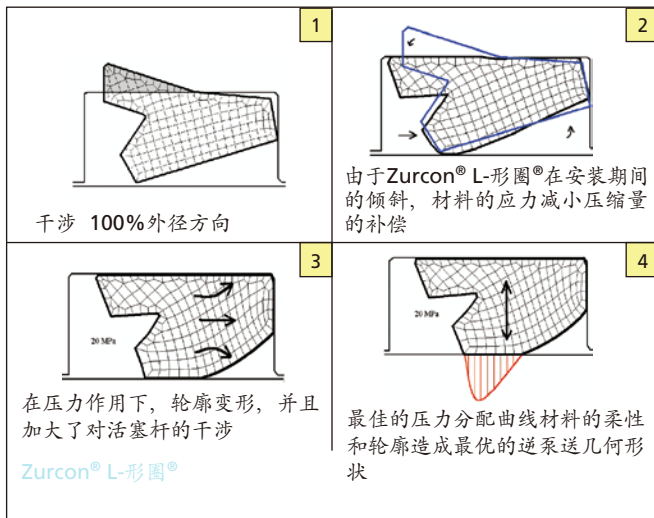 1
干涉 100%外径方向
2
由于Zurcon® L-形圈®在安装期间
的倾斜，材料的应力减小压缩量
的补偿
3
20 MPa
在压力作用下，轮廓变形，并且
加大了对活塞杆的干涉
Zurcon® L-形圈®
4
20 MPa
最佳的压力分配曲线材料的柔性
和轮廓造成最优的逆泵送几何形
状